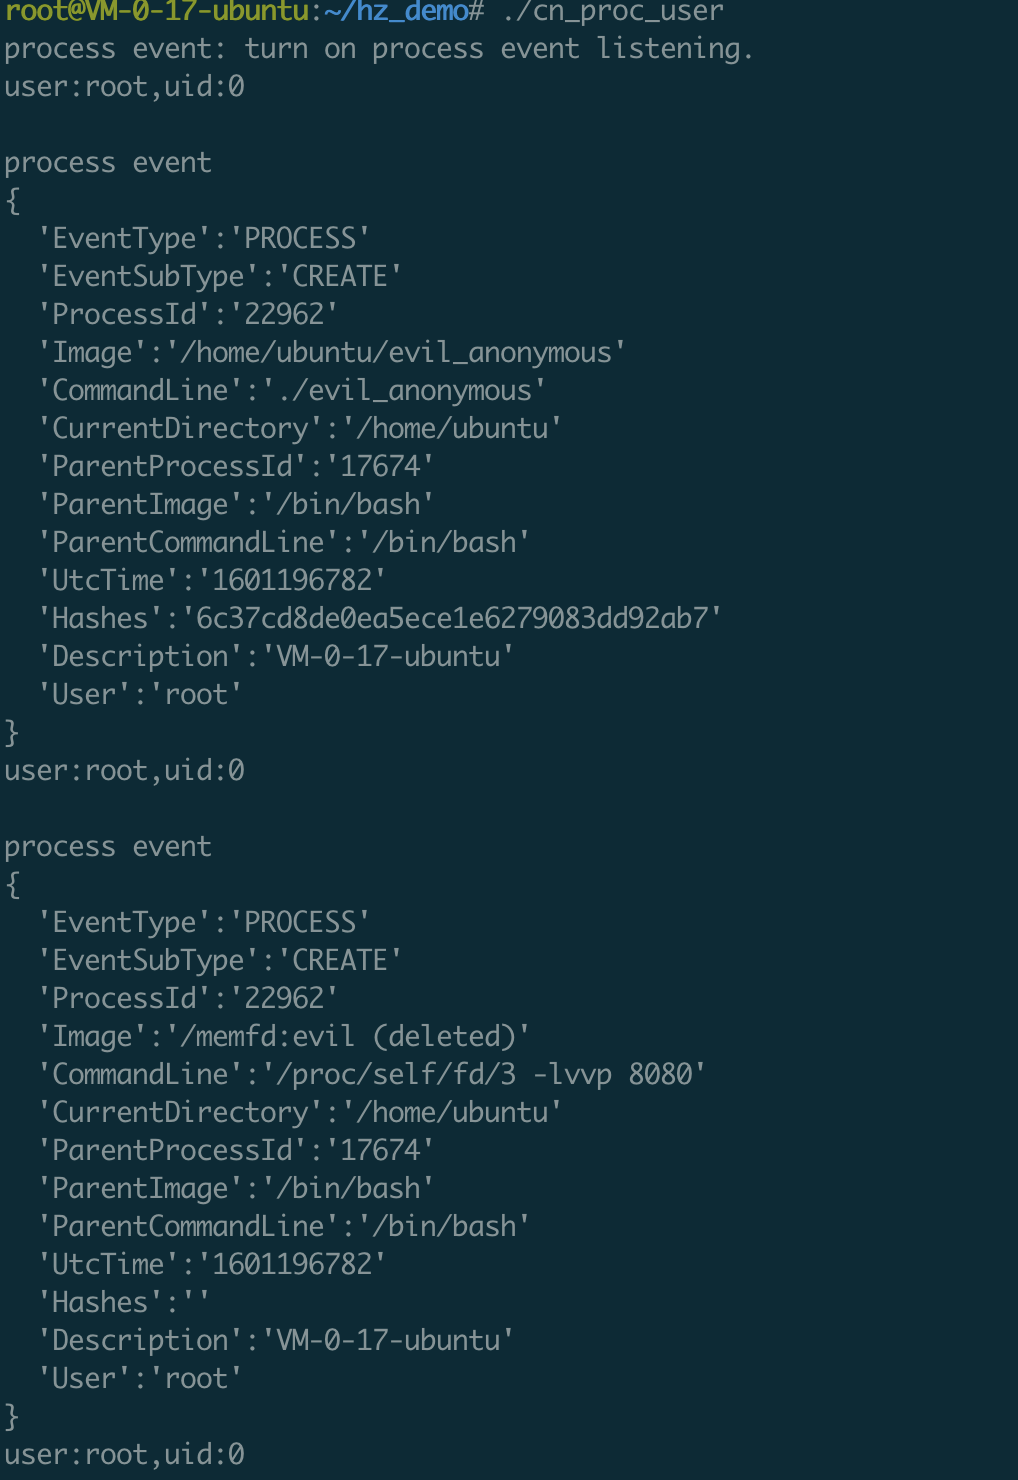 root@VM-0-17-ubuntu:~/hz_demo# ./cn_proc_user
process event: turn on process event listening.
user:root,uid:0
process event
{
'EventType':'PROCESS'
'EventSubType':'CREATE'
'ProcessId':'22962'
'Image':'/home/ubuntu/evil_anonymous'
'CommandLine':'./evil_anonymous'
'CurrentDirectory':'/home/ubuntu'
'ParentProcessId':'17674'
'ParentImage':'/bin/bash'
'ParentCommandLine':'/bin/bash'
'UtcTime':'1601196782'
'Hashes':'6c37cd8de0ea5ece1e6279083dd92ab7'
'Description':'VM-0-17-ubuntu'
'User':'root'
}
user:root,uid:0
process event
{
'EventType':'PROCESS'
'EventSubType':'CREATE'
'ProcessId':'22962'
'Image':'/memfd:evil (deleted)'
'CommandLine':'/proc/self/fd/3 -lvvp 8080'
'CurrentDirectory':'/home/ubuntu'
'ParentProcessId':'17674'
'ParentImage':'/bin/bash'
'ParentCommandLine':'/bin/bash'
'UtcTime':'1601196782'
'Hashes':''
'Description':'VM-0-17-ubuntu'
'User':'root'
}
user:root,uid:0